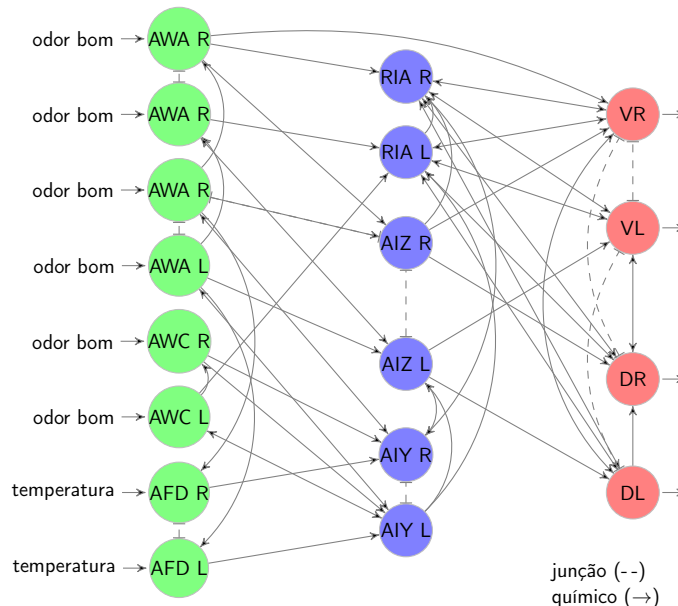 odor bom
AWA R
RIA R
odor bom
AWA R
VR
RIA L
odor bom
AWA R
VL
AIZ R
odor bom
AWA L
odor bom
AWC R
AIZ L
DR
odor bom
AWC L
AIY R
temperatura
AFD R
DL
AIY L
temperatura
AFD L
junção (--)
químico (→)